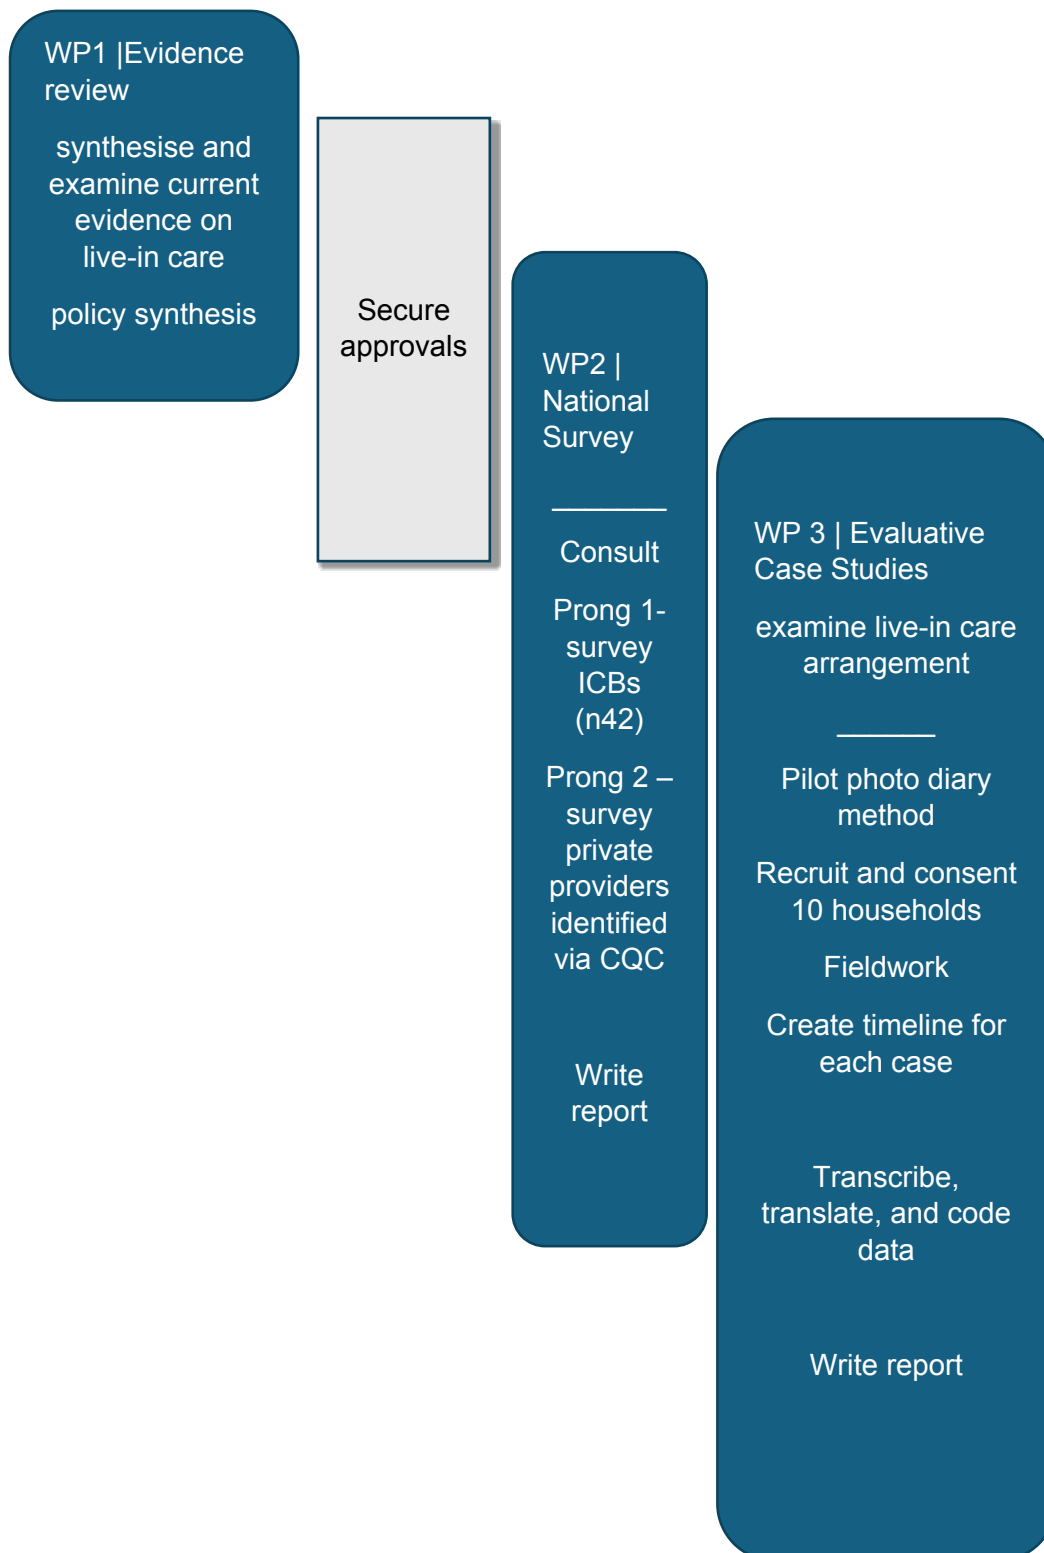 WP1 |Evidence
review
synthesise and
examine current
evidence on
live-in care
policy synthesis
Secure
approvals
WP2 |
National
Survey
_______
Consult
Prong 1-
survey
ICBs
(n42)
Prong 2 –
survey
private
providers
identified
via CQC
Write
report
WP 3 | Evaluative
Case Studies
examine live-in care
arrangement
______
Pilot photo diary
method
Recruit and consent
10 households
Fieldwork
Create timeline for
each case
Transcribe,
translate, and code
data
Write report